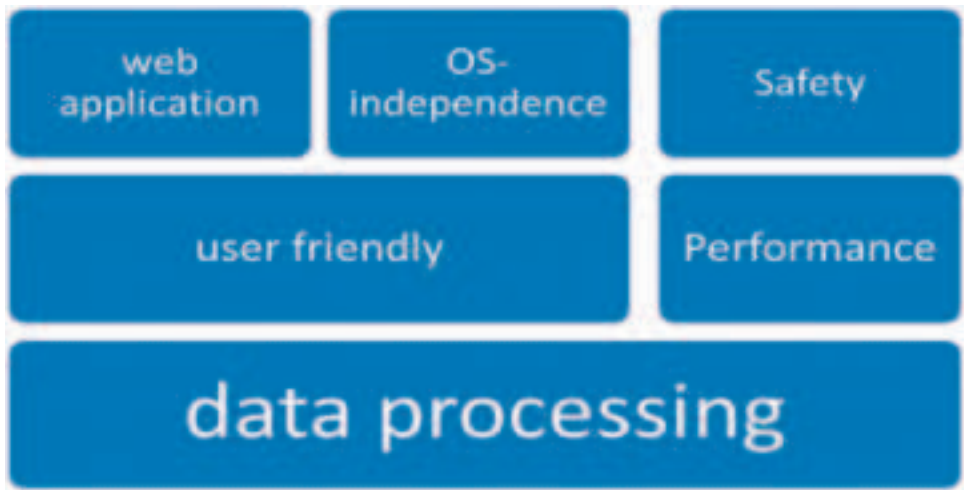 web
application
OS-
independence
Safety
user friendly
Performance
data processing